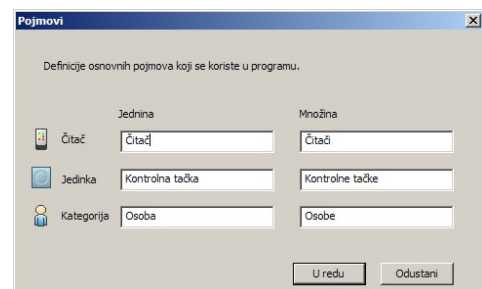 Pojmovi
Definicije osnovnih pojmova koji se koriste u programu.
Jednina Množina
Čitač Čitač Čitači
Jedinka Kontrolna tačka Kontrolne tačke
Kategorija Osoba Osobe
U redu Odustani